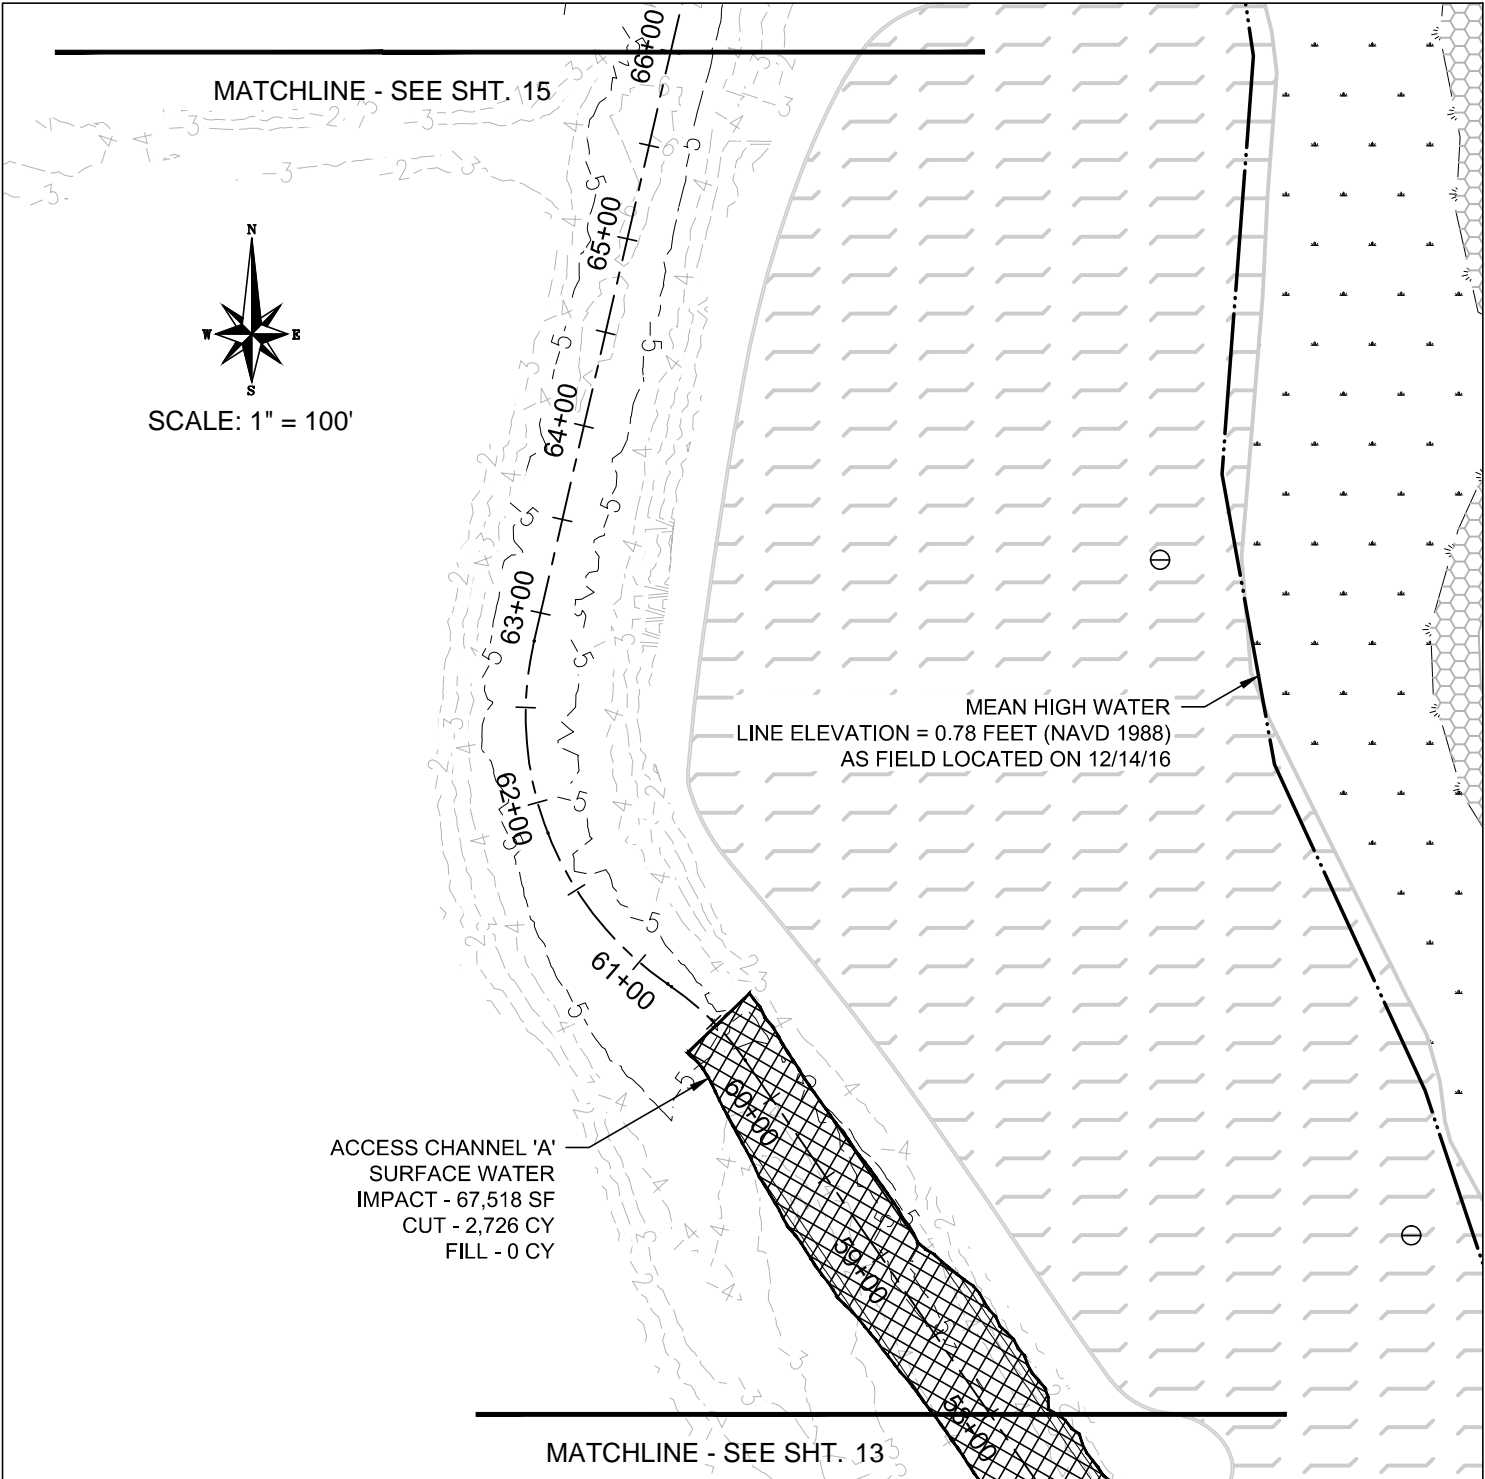 66+00
MATCHLINE - SEE SHT. 15
65+00
N
W E
S
SCALE: 1" = 100'
64+00
63+00
MEAN HIGH WATER
LINE ELEVATION = 0.78 FEET (NAVD 1988)
AS FIELD LOCATED ON 12/14/16
62+00
61+00
60+00
ACCESS CHANNEL 'A'
SURFACE WATER
IMPACT - 67,518 SF
CUT - 2,726 CY
FILL - 0 CY
59+00
58+00
MATCHLINE - SEE SHT. 13